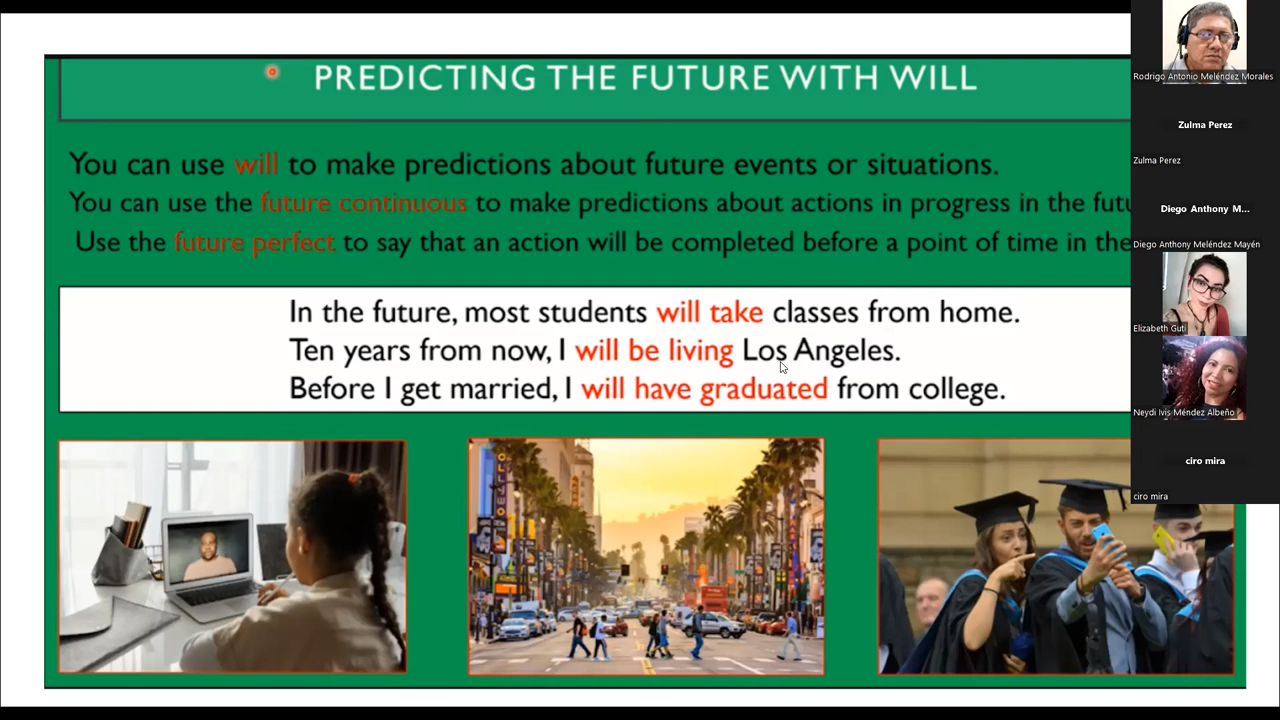 PREDICTING THE FUTURE WITH WILL
You can use will to make predictions about future events or situations.
You can use the future continuous to make predictions about actions in progress in the
Use the future perfect to say that an action will be completed before a point of time in the
In the future, most students will take classes from home.
Ten years from now, I will be living Los Angeles.
Before I get married, I will have graduated from college.
Rodrigo Antonio Meléndez Morales
Zulma Perez
Zulma Perez
Diego Anthony M...
Diego Anthony Meléndez Mayén
Elizabeth Guti
Neydi Ivis Méndez Albeño
ciro mira
ciro mira